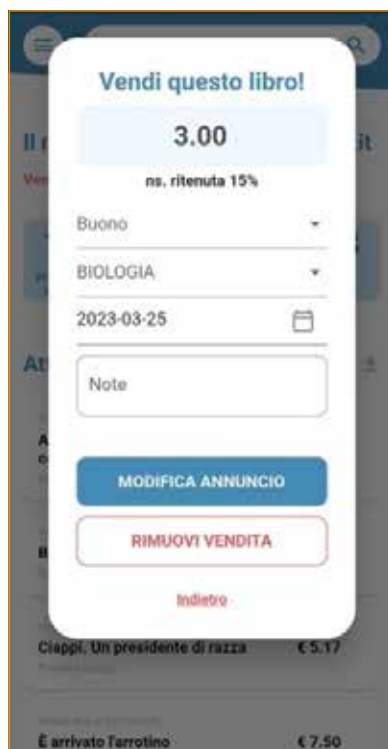 Vendi questo libro!
3.00
ns. ritenuta 15%
Buono
BIOLOGIA
2023-03-25
Note
MODIFICA ANNUNCIO
RIMUOVI VENDITA
Indietro
Ciappi. Un presidente di razza € 5.17
È arrivato l'arrotino € 7.50